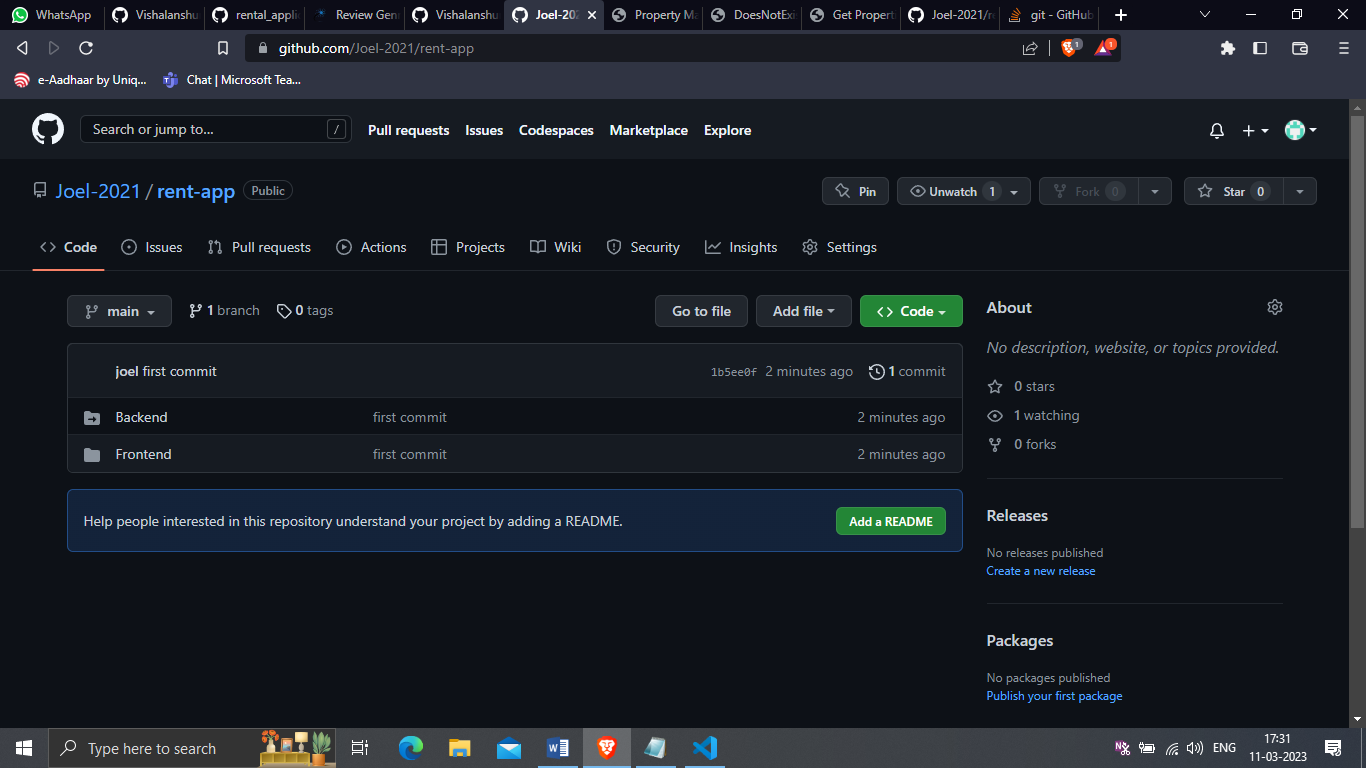 WhatsApp Vishalanshu rental_applic Review Gen Vishalanshu Joel-202 Property Ma DoesNotExi Get Propert Joel-2021/re git - GitHub
github.com/Joel-2021/rent-app 1 1
e-Aadhaar by Uniq... Chat | Microsoft Tea...
Search or jump to... / Pull requests Issues Codespaces Marketplace Explore
Joel-2021 / rent-app Public Pin Unwatch 1 Fork 0 Star 0
Code Issues Pull requests Actions Projects Wiki Security Insights Settings
main 1 branch 0 tags Go to file Add file Code
joel first commit 1b5ee0f 2 minutes ago 1 commit
Backend first commit 2 minutes ago
Frontend first commit 2 minutes ago
Help people interested in this repository understand your project by adding a README. Add a README
About
No description, website, or topics provided.
0 stars
1 watching
0 forks
Releases
No releases published
Create a new release
Packages
No packages published
Publish your first package
Type here to search ENG 17:31
11-03-2023